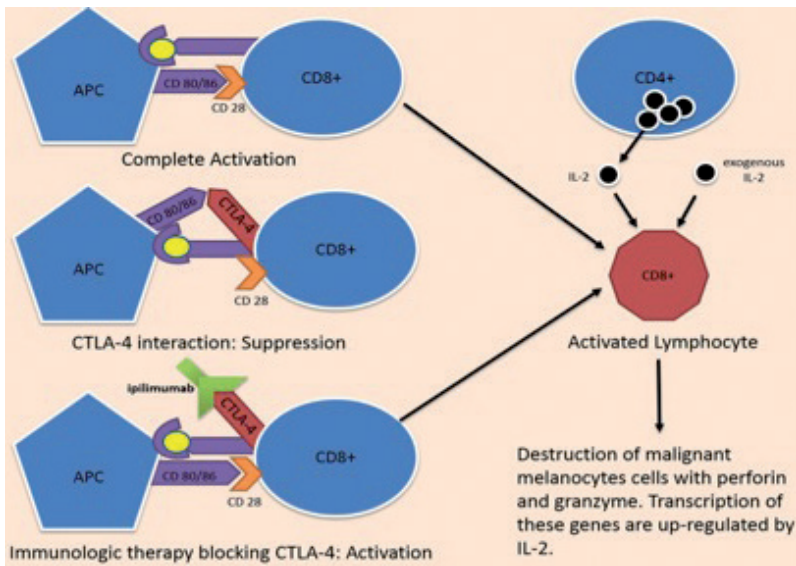 APC
CD8+
CD 80/86
CD 28
Complete Activation
CD 80/86
CTLA-4
APC
CD8+
CD 28
CTLA-4 interaction: Suppression
ipilimumab
CTLA-4
APC
CD8+
CD 80/86
CD 28
Immunologic therapy blocking CTLA-4: Activation
CD4+
IL-2
exogenous
IL-2
CD8+
Activated Lymphocyte
Destruction of malignant
melanocytes cells with perforin
and granzyme. Transcription of
these genes are up-regulated by
IL-2.